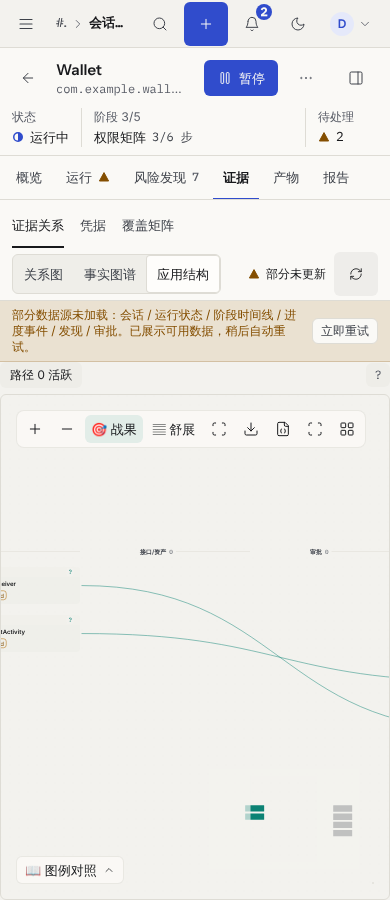 #. 会话...
2
D
Wallet
com.example.wall...
暂停
状态
运行中
阶段 3/5
权限矩阵 3/6 步
待处理
2
概览 运行 风险发现 7 证据 产物 报告
证据关系 凭据 覆盖矩阵
关系图 事实图谱 应用结构
部分未更新
部分数据源未加载：会话 / 运行状态 / 阶段时间线 / 进
度事件 / 发现 / 审批。已展示可用数据，稍后自动重
试。
立即重试
路径 0 活跃
?
战果 舒展
接口/资产 0
审批 0
?
eiver
d
?
tActivity
d
图例对照